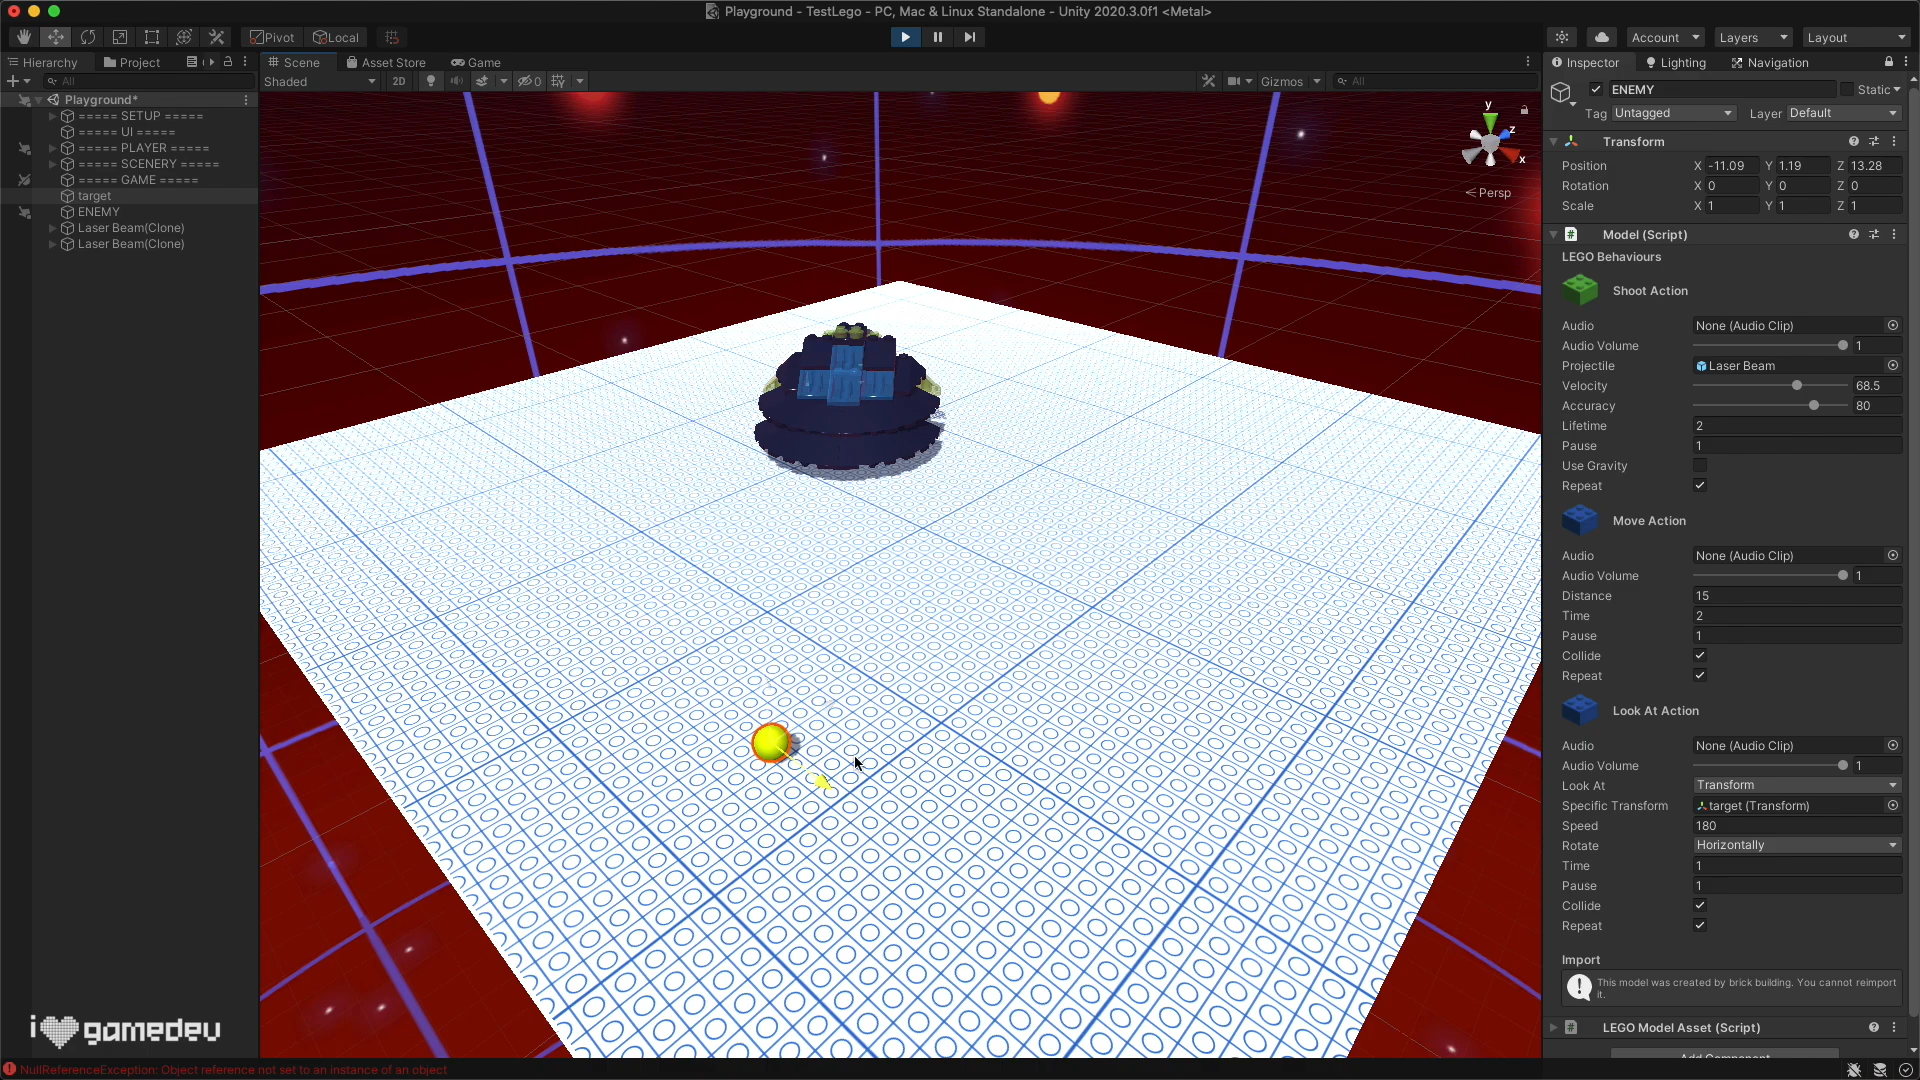 Playground - TestLego - PC, Mac & Linux Standalone - Unity 2020.3.0f1 <Metal>
Pivot Local Account Layers Layout
Hierarchy Project Scene Asset Store Game Inspector Lighting Navigation
All Shaded 2D 0 Gizmos All
Playground*
===== SETUP =====
===== UI =====
===== PLAYER =====
===== SCENERY =====
===== GAME =====
target
ENEMY
Laser Beam(Clone)
Laser Beam(Clone)
y
z
x
Persp
ENEMY Static
Tag Untagged Layer Default
Transform
Position X -11.09 Y 1.19 Z 13.28
Rotation X 0 Y 0 Z 0
Scale X 1 Y 1 Z 1
Model (Script)
LEGO Behaviours
Shoot Action
Audio None (Audio Clip)
Audio Volume 1
Projectile Laser Beam
Velocity 68.5
Accuracy 80
Lifetime 2
Pause 1
Use Gravity
Repeat
Move Action
Audio None (Audio Clip)
Audio Volume 1
Distance 15
Time 2
Pause 1
Collide
Repeat
Look At Action
Audio None (Audio Clip)
Audio Volume 1
Look At Transform
Specific Transform target (Transform)
Speed 180
Rotate Horizontally
Time 1
Pause 1
Collide
Repeat
Import
This model was created by brick building. You cannot reimport
it.
LEGO Model Asset (Script)
Add Component
i gamedev
NullReferenceException: Object reference not set to an instance of an object